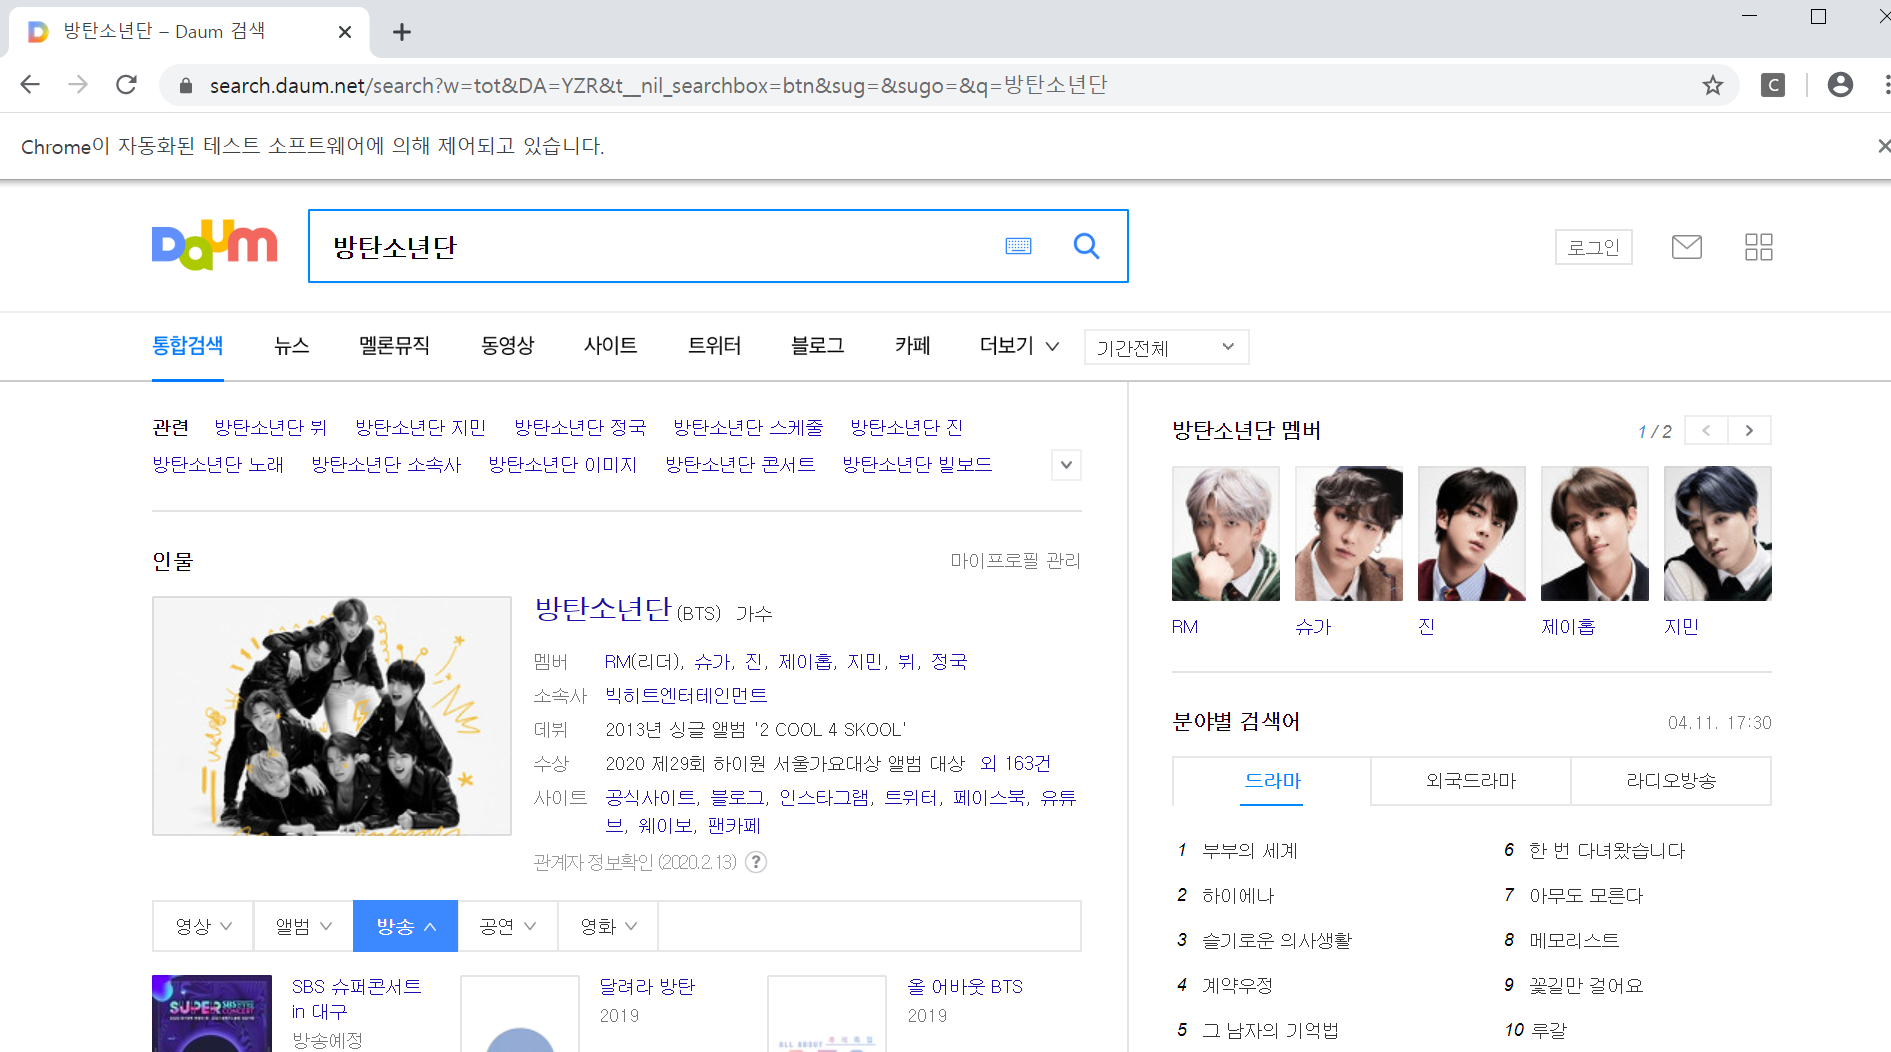 방탄소년단 – Daum 검색
search.daum.net/search?w=tot&DA=YZR&t__nil_searchbox=btn&sug=&sugo=&q=방탄소년단
C
Chrome이 자동화된 테스트 소프트웨어에 의해 제어되고 있습니다.
Daum
방탄소년단
로그인
통합검색 뉴스 멜론뮤직 동영상 사이트 트위터 블로그 카페 더보기 기간전체
관련 방탄소년단 뷔 방탄소년단 지민 방탄소년단 정국 방탄소년단 스케줄 방탄소년단 진
방탄소년단 노래 방탄소년단 소속사 방탄소년단 이미지 방탄소년단 콘서트 방탄소년단 빌보드
인물 마이프로필 관리
방탄소년단 (BTS) 가수
멤버 RM(리더), 슈가, 진, 제이홉, 지민, 뷔, 정국
소속사 빅히트엔터테인먼트
데뷔 2013년 싱글 앨범 '2 COOL 4 SKOOL'
수상 2020 제29회 하이원 서울가요대상 앨범 대상 외 163건
사이트 공식사이트, 블로그, 인스타그램, 트위터, 페이스북, 유튜
브, 웨이보, 팬카페
관계자 정보확인 (2020.2.13) ?
영상 앨범 방송 공연 영화
SUPER SBS CONCERT
SBS 슈퍼콘서트
in 대구
방송예정
달려라 방탄
2019
ALL ABOUT
올 어바웃 BTS
2019
방탄소년단 멤버 1 / 2
RM 슈가 진 제이홉 지민
분야별 검색어 04.11. 17:30
드라마 외국드라마 라디오방송
1 부부의 세계
2 하이에나
3 슬기로운 의사생활
4 계약우정
5 그 남자의 기억법
6 한 번 다녀왔습니다
7 아무도 모른다
8 메모리스트
9 꽃길만 걸어요
10 루갈